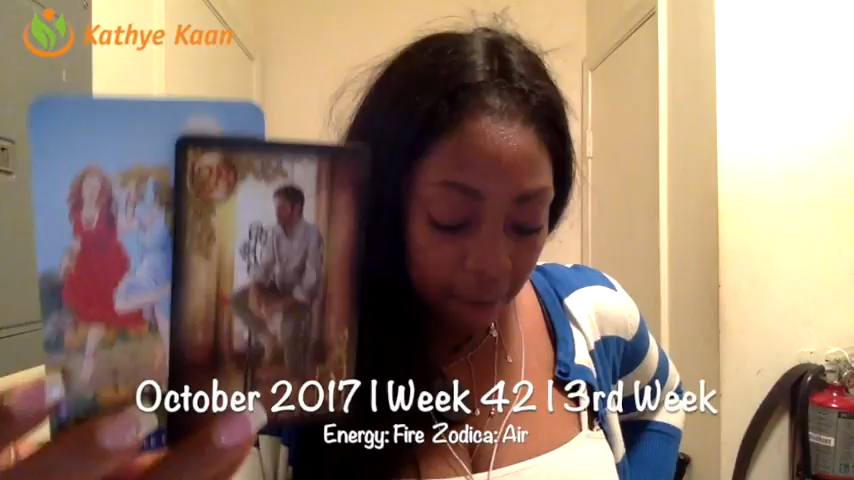 Kathye Kaan
October 2017 | Week 42 | 3rd Week
Energy: Fire Zodica: Air